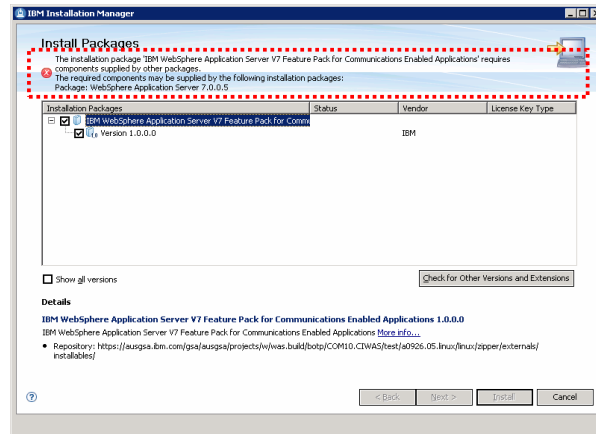 IBM Installation Manager
Install Packages
The installation package 'IBM WebSphere Application Server V7 Feature Pack for Communications Enabled Applications' requires
components supplied by other packages.
The required components may be supplied by the following installation packages:
Package: WebSphere Application Server 7.0.0.5
Installation Packages Status Vendor License Key Type
IBM WebSphere Application Server V7 Feature Pack for Commu
Version 1.0.0.0 IBM
Show all versions
Check for Other Versions and Extensions
Details
IBM WebSphere Application Server V7 Feature Pack for Communications Enabled Applications 1.0.0.0
IBM WebSphere Application Server V7 Feature Pack for Communications Enabled Applications More info...
• Repository: https://ausgsa.ibm.com/gsa/ausgsa/projects/w/was.build/botp/COM10.CIWAS/test/a0926.05.linux/linux/zipper/externals/
installables/
? < Back Next > Install Cancel